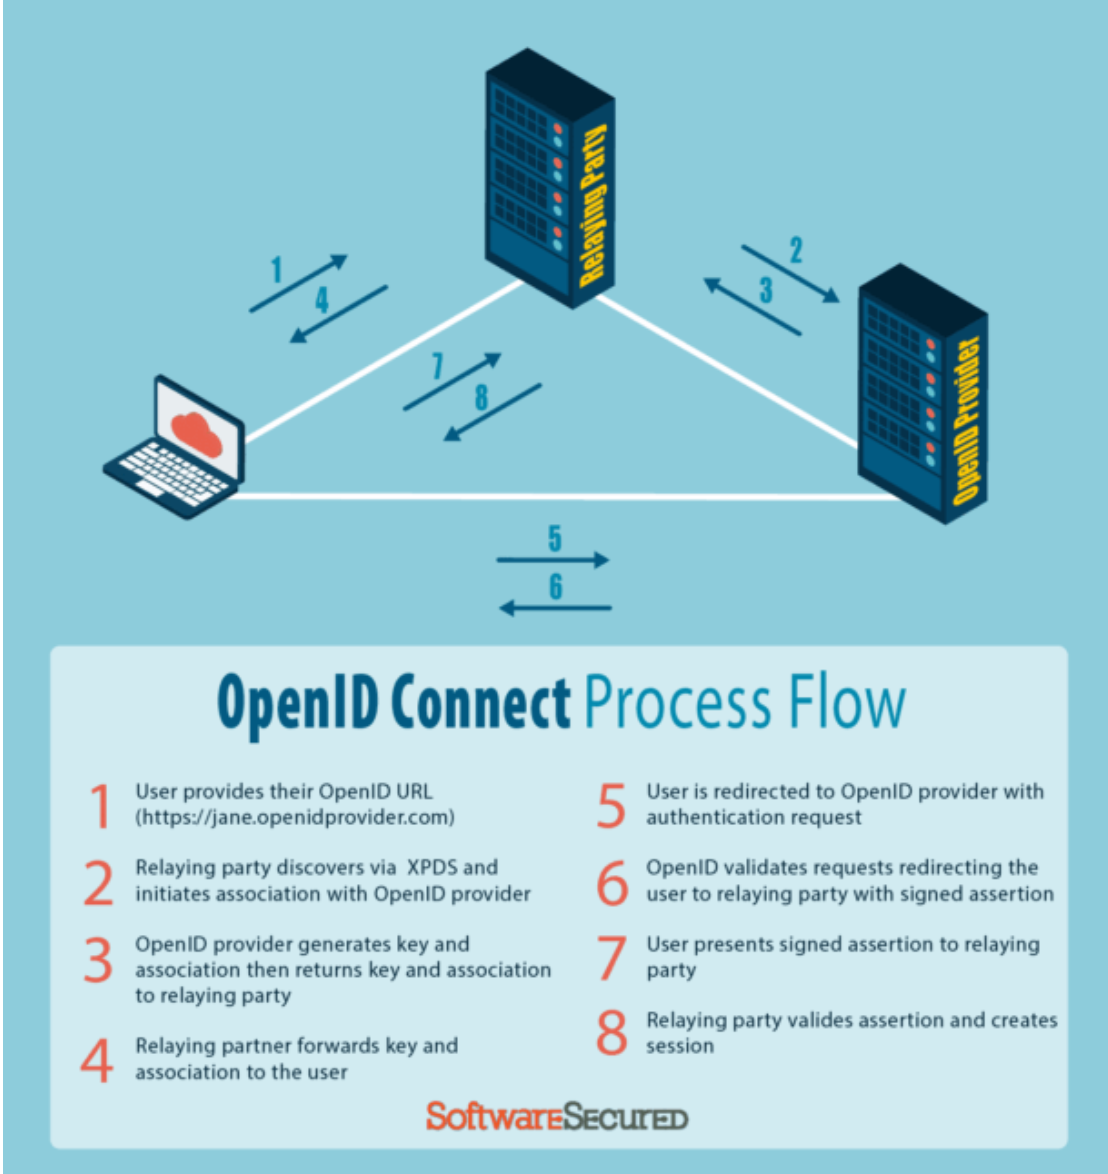 Relaying Party
1
4
2
3
7
8
OpenID Provider
5
6
OpenID Connect Process Flow
1 User provides their OpenID URL
(https://jane.openidprovider.com)
2 Relaying party discovers via XPDS and
initiates association with OpenID provider
3 OpenID provider generates key and
association then returns key and association
to relaying party
4 Relaying partner forwards key and
association to the user
5 User is redirected to OpenID provider with
authentication request
6 OpenID validates requests redirecting the
user to relaying party with signed assertion
7 User presents signed assertion to relaying
party
8 Relaying party valides assertion and creates
session
SoftwareSecured